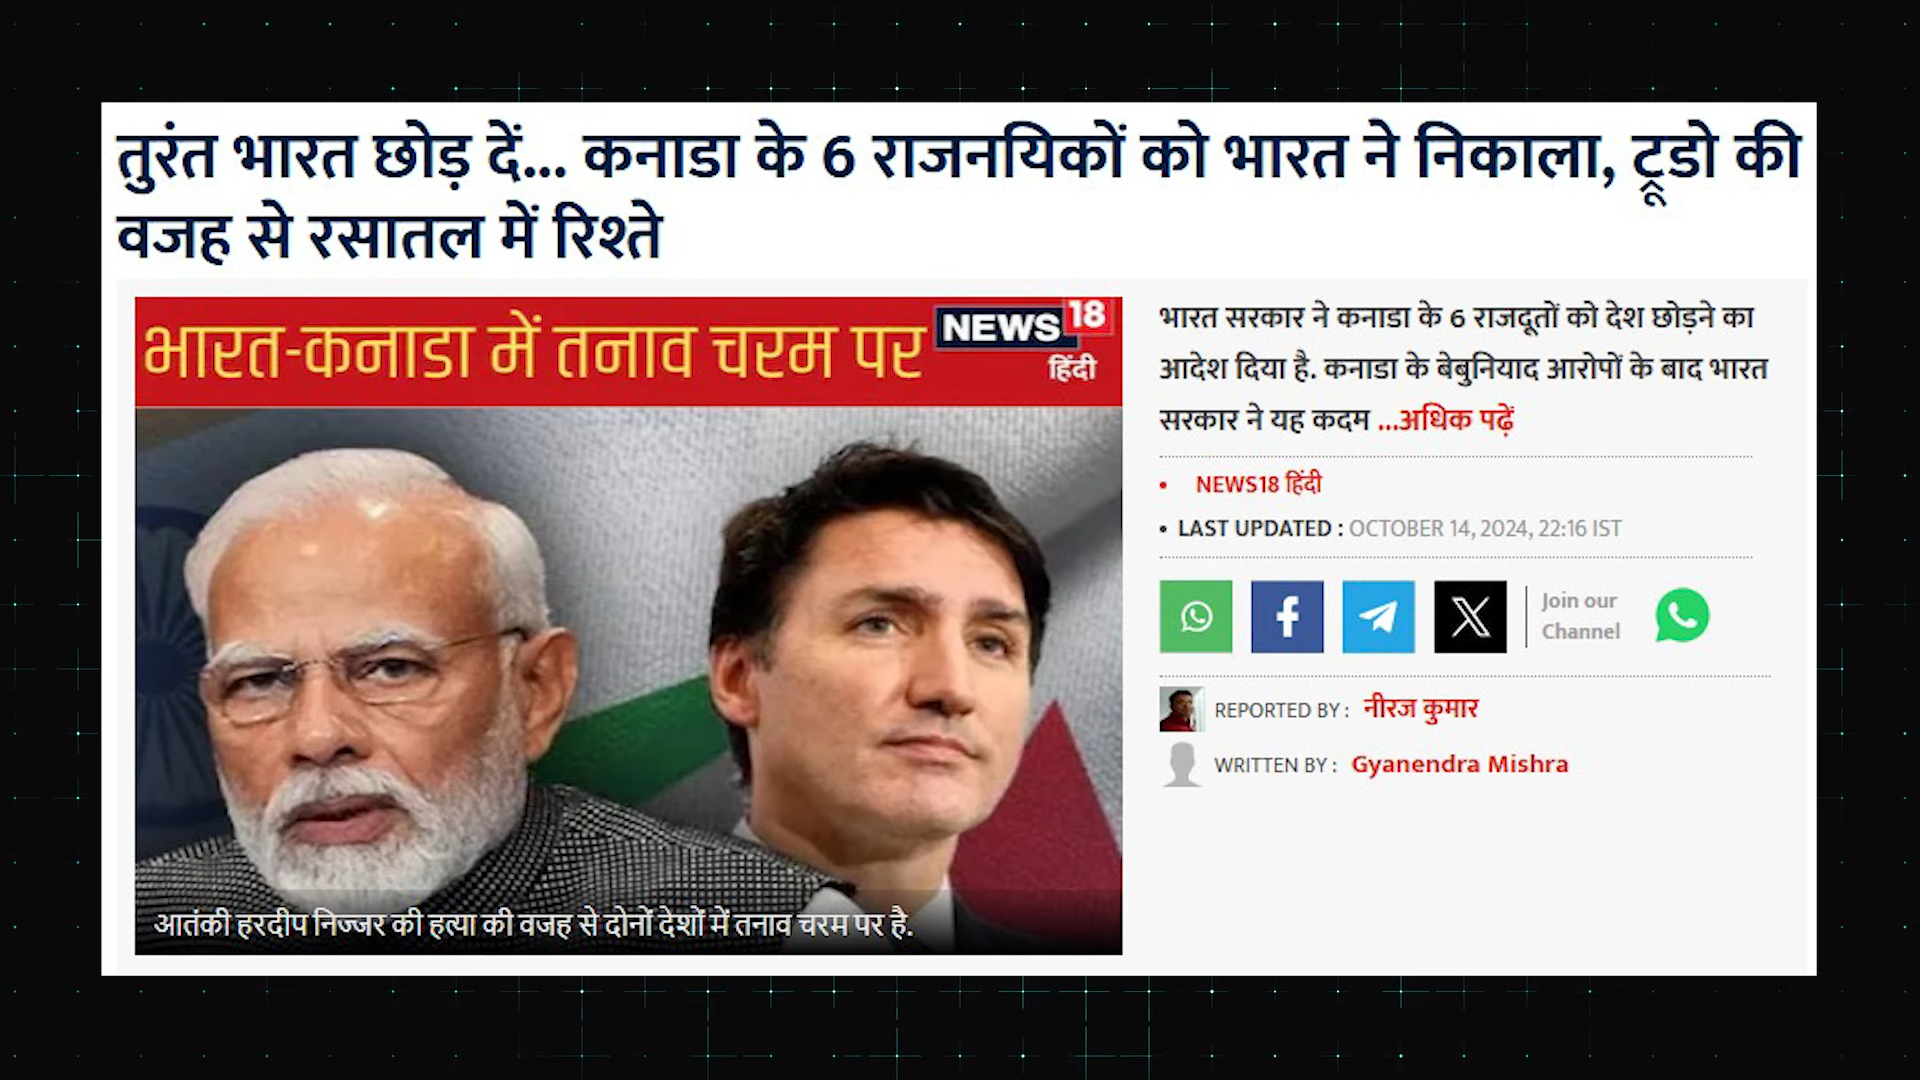 तुरंत भारत छोड़ दें... कनाडा के 6 राजनयिकों को भारत ने निकाला, ट्रूडो की
वजह से रसातल में रिश्ते
भारत-कनाडा में तनाव चरम पर
NEWS 18
हिंदी
आतंकी हरदीप निज्जर की हत्या की वजह से दोनों देशों में तनाव चरम पर है.
भारत सरकार ने कनाडा के 6 राजदूतों को देश छोड़ने का
आदेश दिया है. कनाडा के बेबुनियाद आरोपों के बाद भारत
सरकार ने यह कदम ...अधिक पढ़ें
• NEWS18 हिंदी
• LAST UPDATED : OCTOBER 14, 2024, 22:16 IST
Join our
Channel
REPORTED BY : नीरज कुमार
WRITTEN BY : Gyanendra Mishra